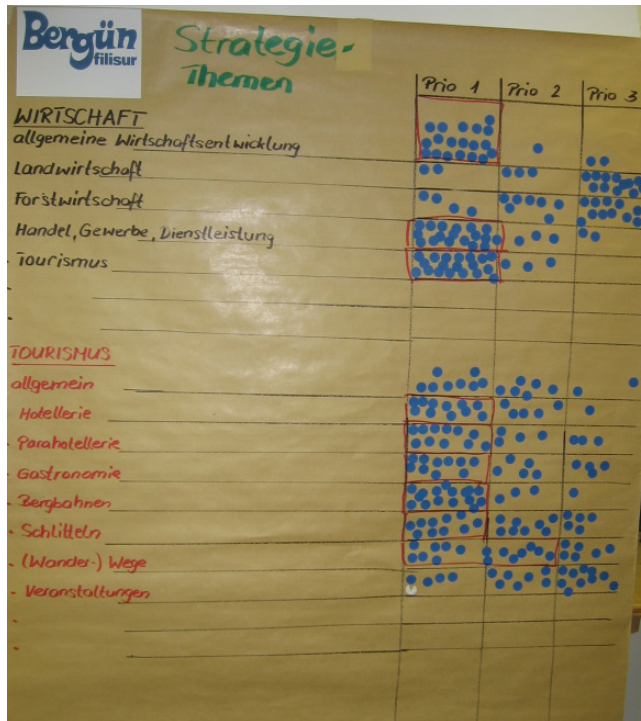 Bergün
filisur
Strategie-
Themen
Prio 1 Prio 2 Prio 3
WIRTSCHAFT
allgemeine Wirtschaftsentwicklung
Landwirtschaft
Forstwirtschaft
Handel, Gewerbe, Dienstleistung
Tourismus
TOURISMUS
allgemein
Hotellerie
Parahotellerie
Gastronomie
Bergbahnen
Schlitteln
(Wander-) Wege
Veranstaltungen